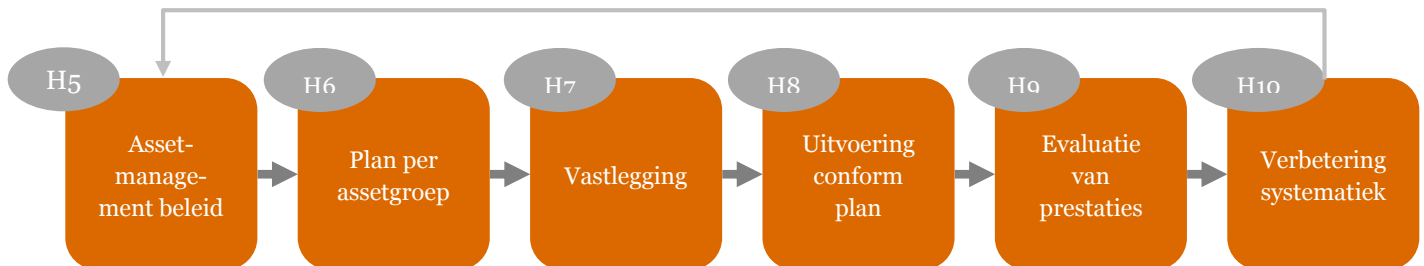 H5
Asset-
manage-
ment beleid
H6
Plan per
assetgroep
H7
Vastlegging
H8
Uitvoering
conform
plan
H9
Evaluatie
van
prestaties
H10
Verbetering
systematiek